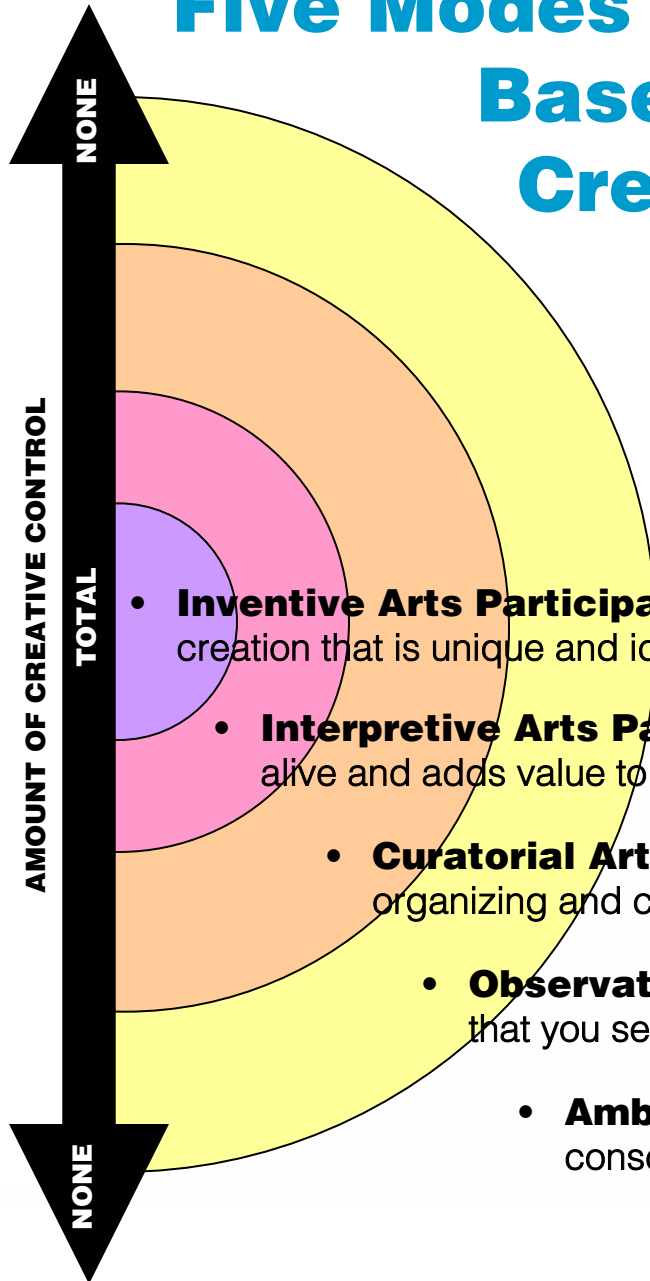 Five Modes
Base
Cre
NONE
AMOUNT OF CREATIVE CONTROL
TOTAL
• Inventive Arts Participa
creation that is unique and
• Interpretive Arts Pa
alive and adds value to
• Curatorial Art
organizing and c
• Observat
that you se
• Amb
conse
NONE